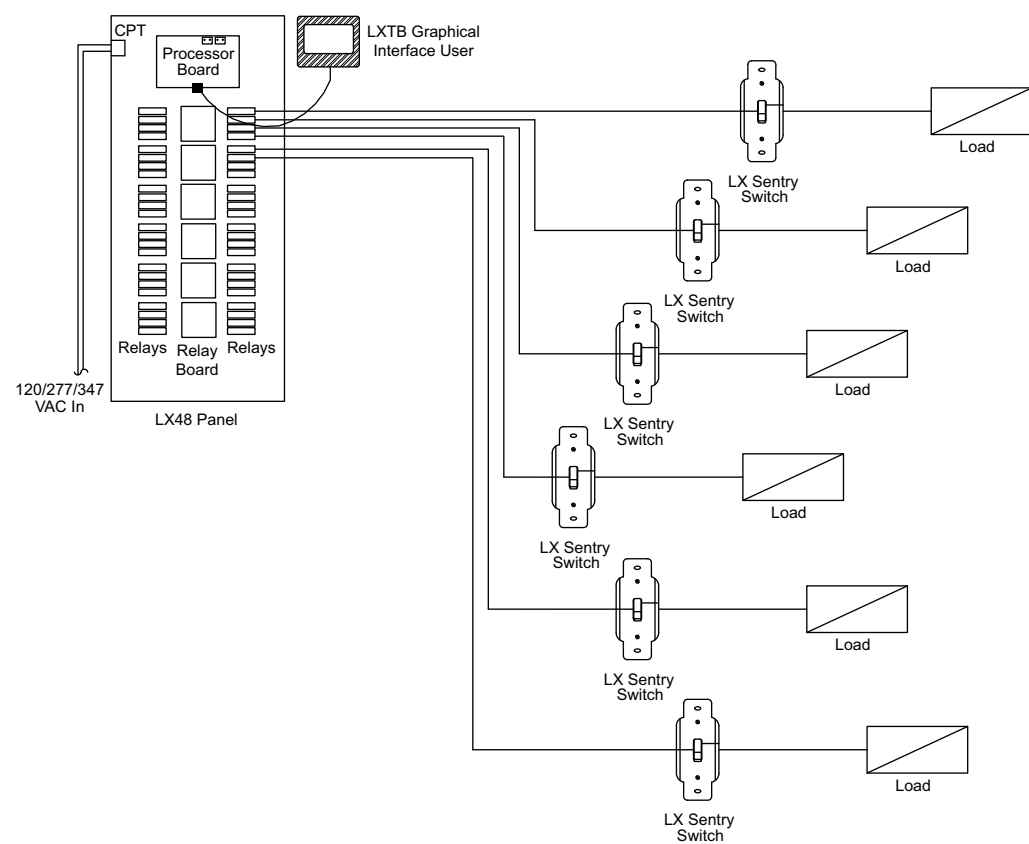 CPT
Processor
Board
LXTB Graphical
Interface User
Load
LX Sentry
Switch
Load
LX Sentry
Switch
Relays
Relay
Board
Relays
120/277/347
VAC In
LX48 Panel
Load
LX Sentry
Switch
Load
LX Sentry
Switch
Load
LX Sentry
Switch
Load
LX Sentry
Switch